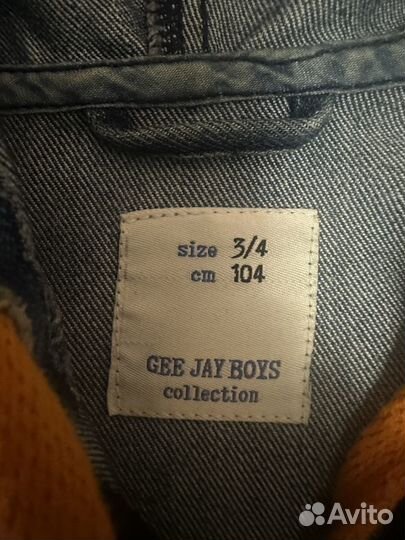 size 3/4
cm 104
GEE JAY BOYS
collection
Avito